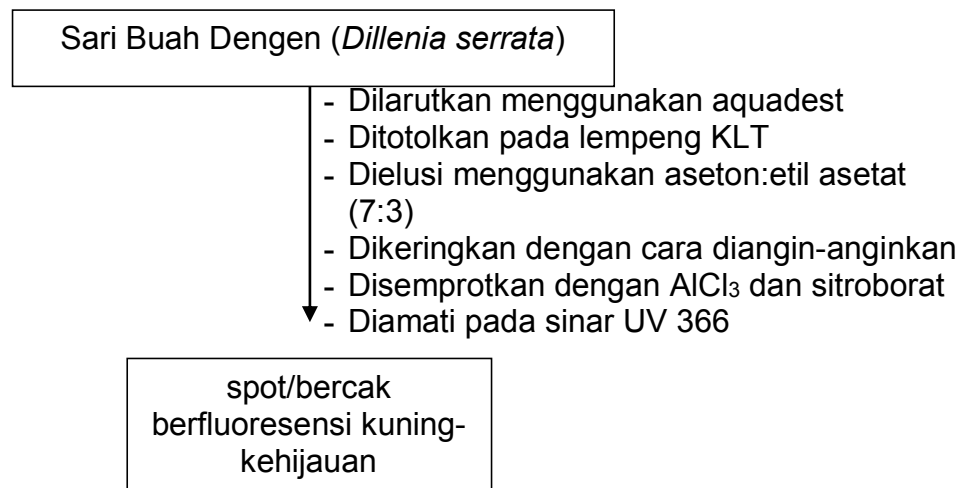 Sari Buah Dengen (Dillenia serrata)
- Dilarutkan menggunakan aquadest
- Ditotolkan pada lempeng KLT
- Dielusi menggunakan aseton:etil asetat
(7:3)
- Dikeringkan dengan cara diangin-anginkan
- Disemprotkan dengan AlCl₃ dan sitroborat
- Diamati pada sinar UV 366
spot/bercak
berfluoresensi kuning-
kehijauan